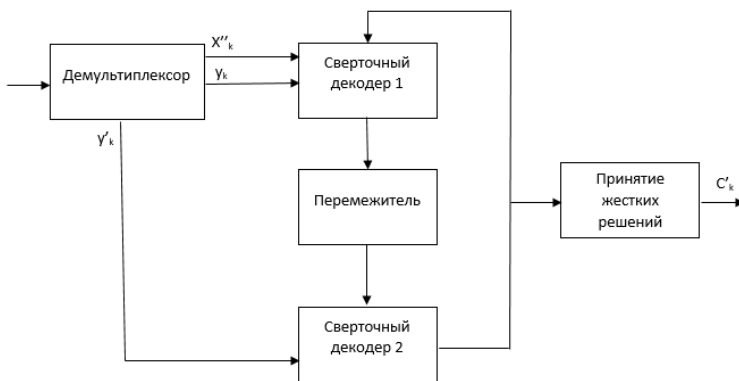 X''ₖ
Демультиплексор
yₖ
y'ₖ
Сверточный
декодер 1
Перемежитель
Сверточный
декодер 2
Принятие
жестких
решений
C'ₖ